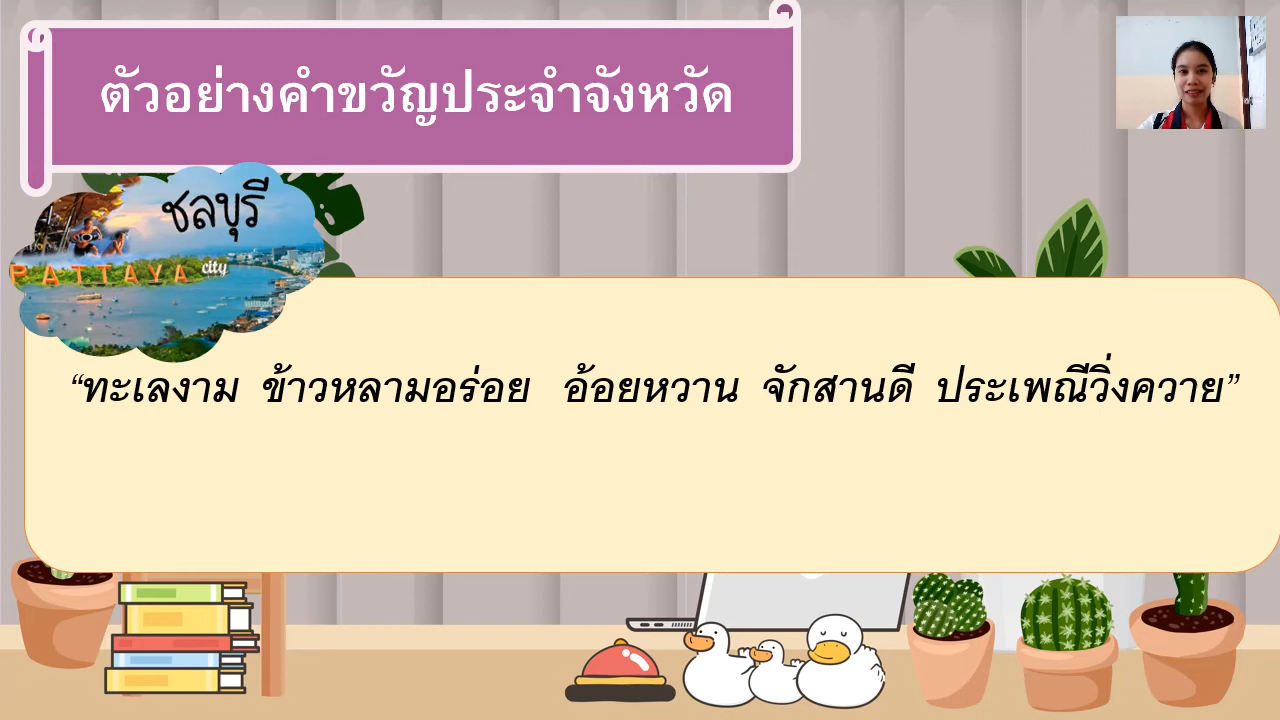 ตัวอย่างคำขวัญประจำจังหวัด
ชลบุรี
PATTAYA city
“ทะเลงาม ข้าวหลามอร่อย อ้อยหวาน จักสานดี ประเพณีวิ่งควาย”